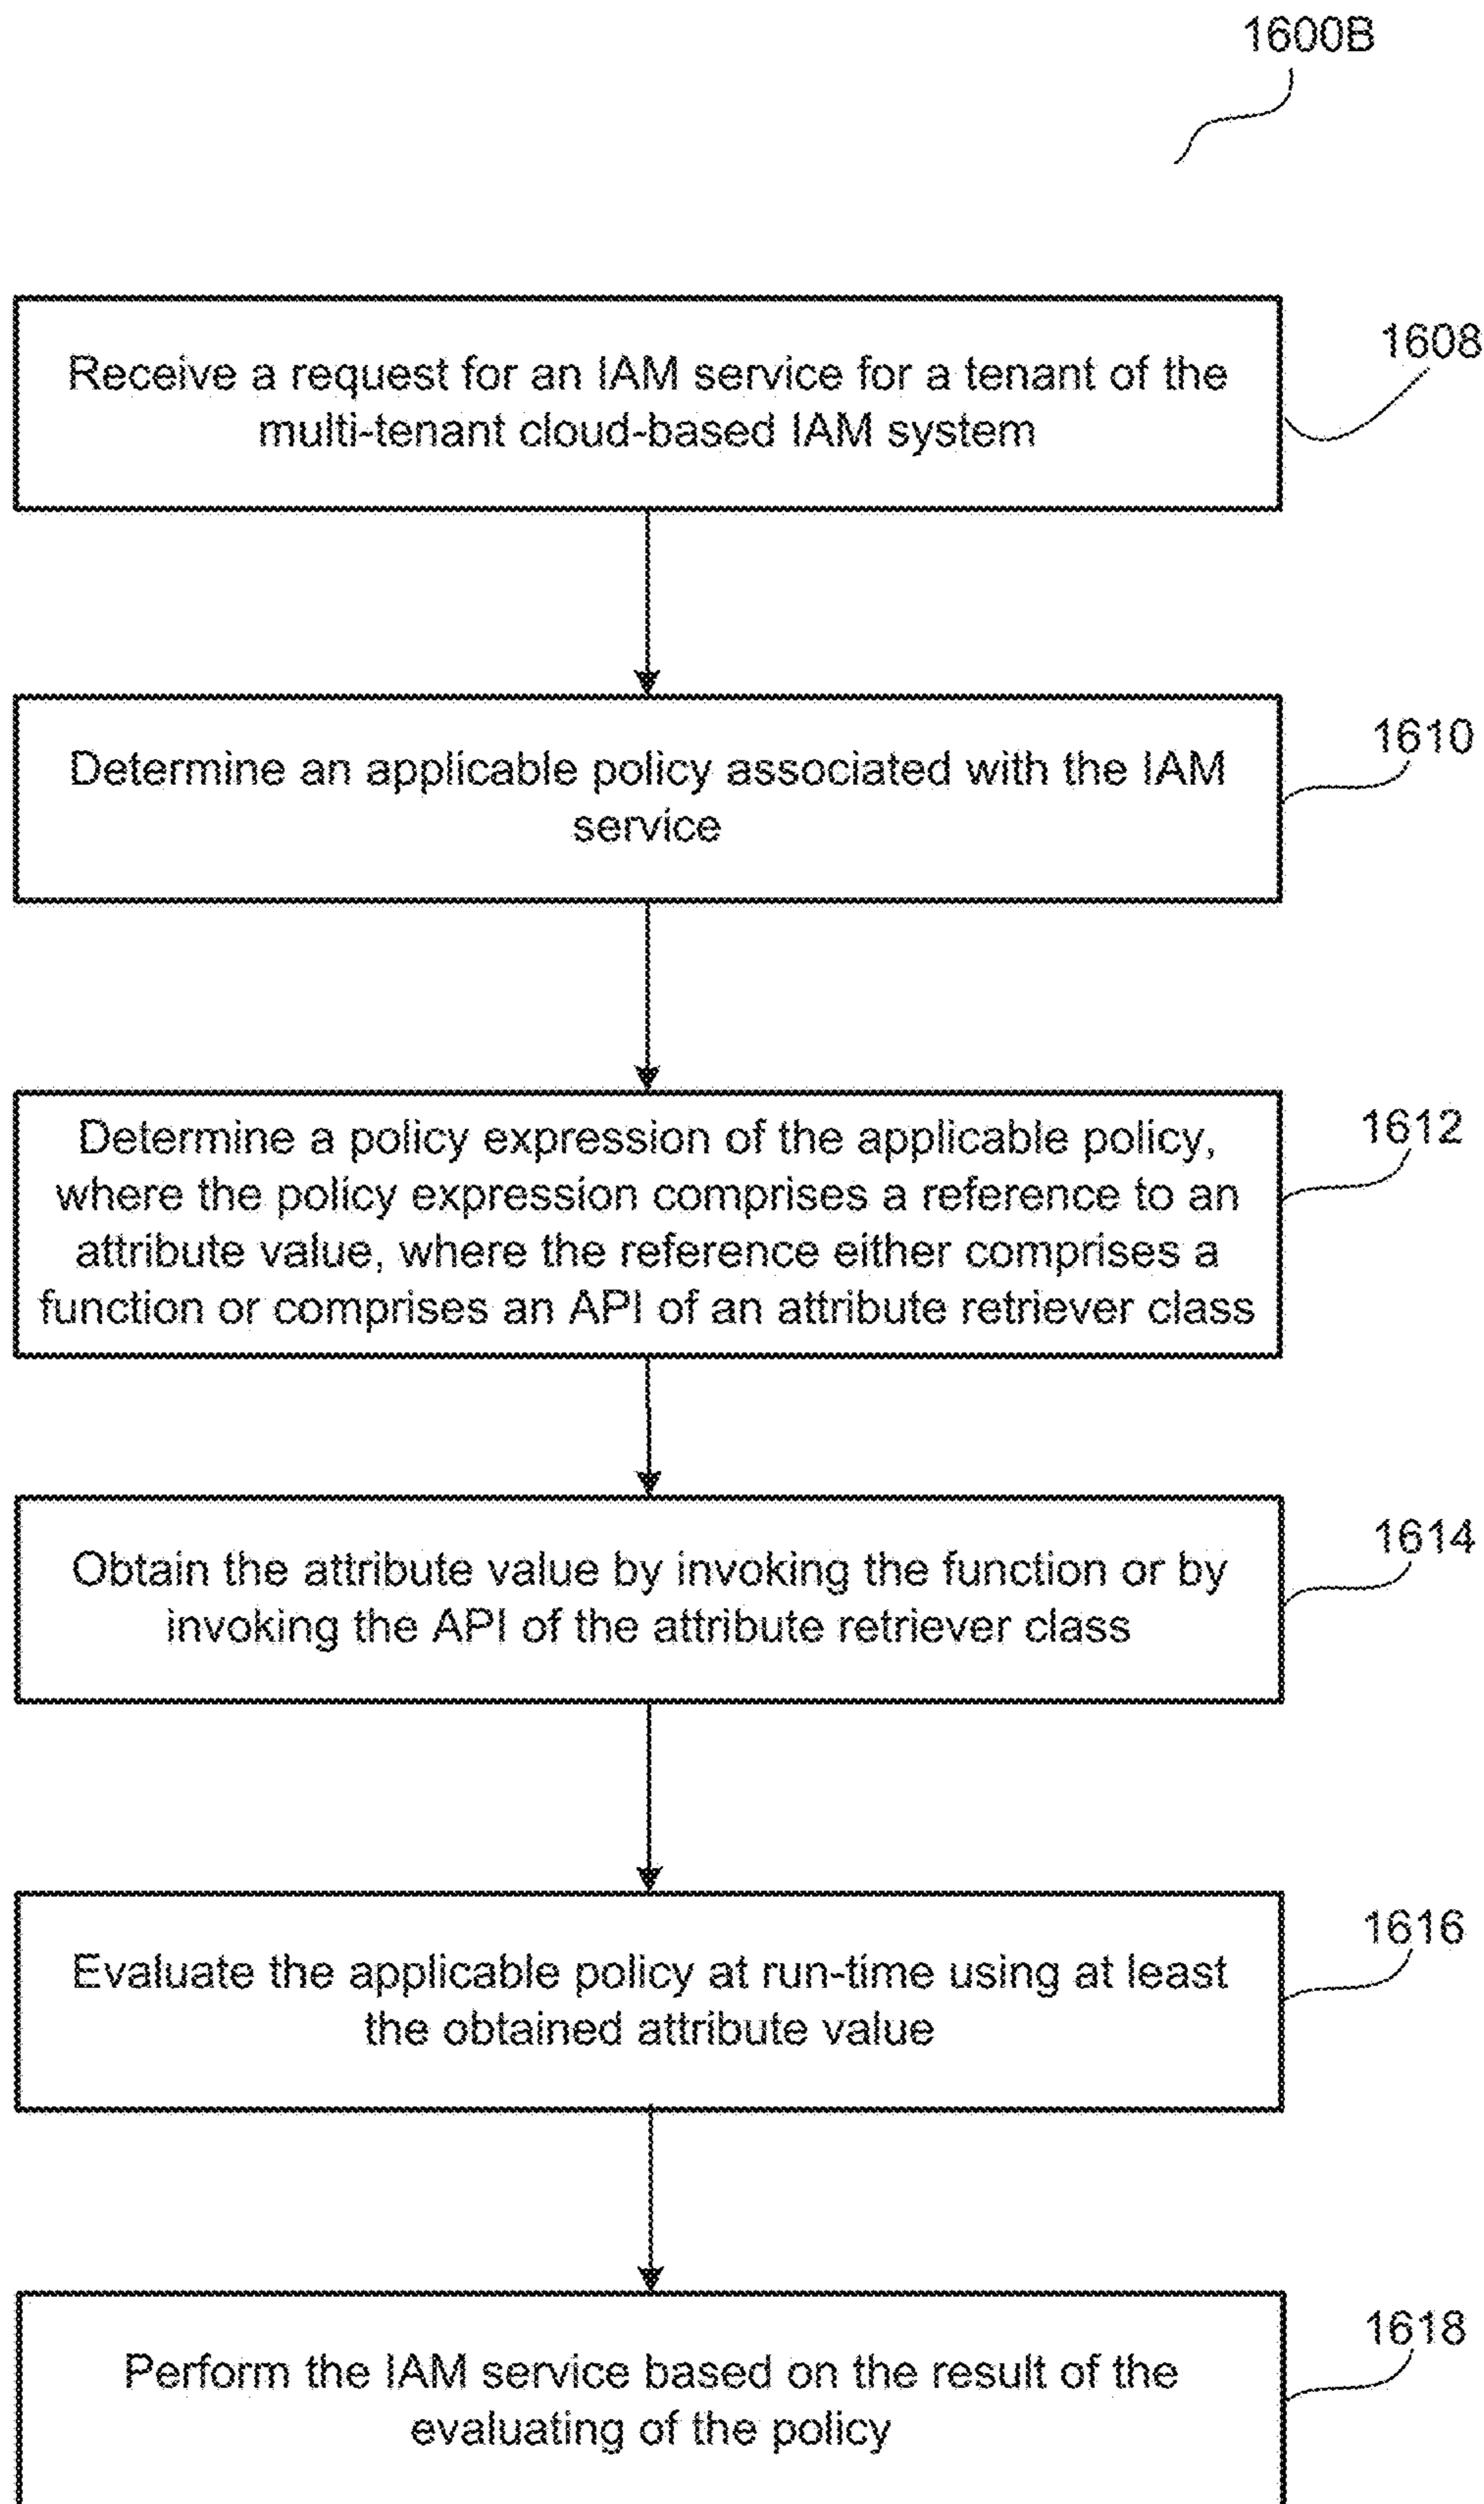 1600B
Receive a request for an IAM service for a tenant of the
multi-tenant cloud-based IAM system
1608
Determine an applicable policy associated with the IAM
service
1610
Determine a policy expression of the applicable policy,
where the policy expression comprises a reference to an
attribute value, where the reference either comprises a
function or comprises an API of an attribute retriever class
1612
Obtain the attribute value by invoking the function or by
invoking the API of the attribute retriever class
1614
Evaluate the applicable policy at run-time using at least
the obtained attribute value
1616
Perform the IAM service based on the result of the
evaluating of the policy
1618